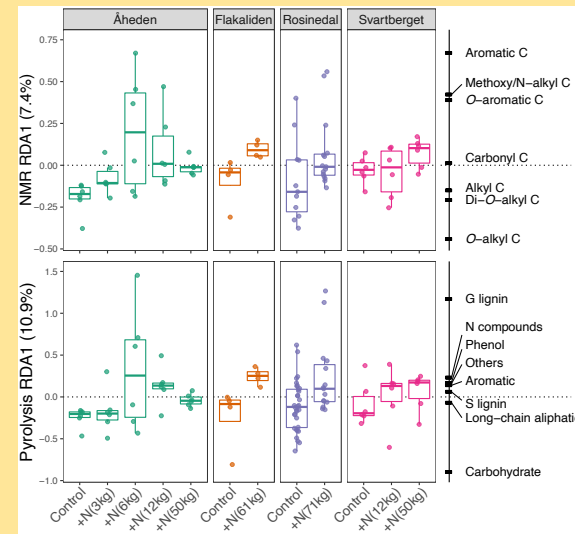 Åheden Flakaliden Rosinedal Svartberget
NMR RDA1 (7.4%)
0.75
0.50
0.25
0.00
−0.25
−0.50
Aromatic C
Methoxy/N−alkyl C
O−aromatic C
Carbonyl C
Alkyl C
Di−O−alkyl C
O−alkyl C
Pyrolysis RDA1 (10.9%)
1.5
1.0
0.5
0.0
−0.5
−1.0
G lignin
N compounds
Phenol
Others
Aromatic
S lignin
Long−chain aliphati
Carbohydrate
Control +N(3kg) +N(6kg) +N(12kg) +N(50kg) Control +N(61kg) Control +N(71kg) Control +N(12kg) +N(50kg)